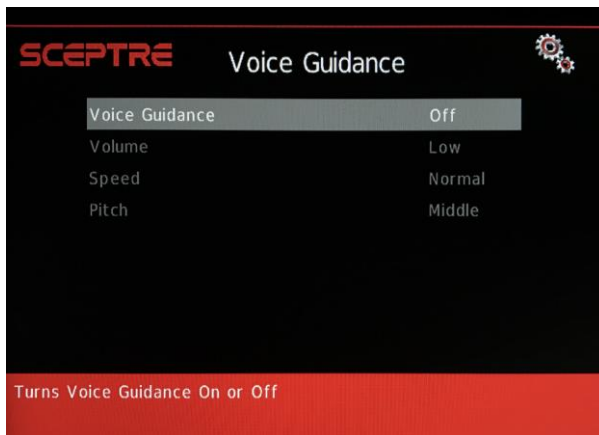 SCEPTRE
Voice Guidance
Voice Guidance Off
Volume Low
Speed Normal
Pitch Middle
Turns Voice Guidance On or Off